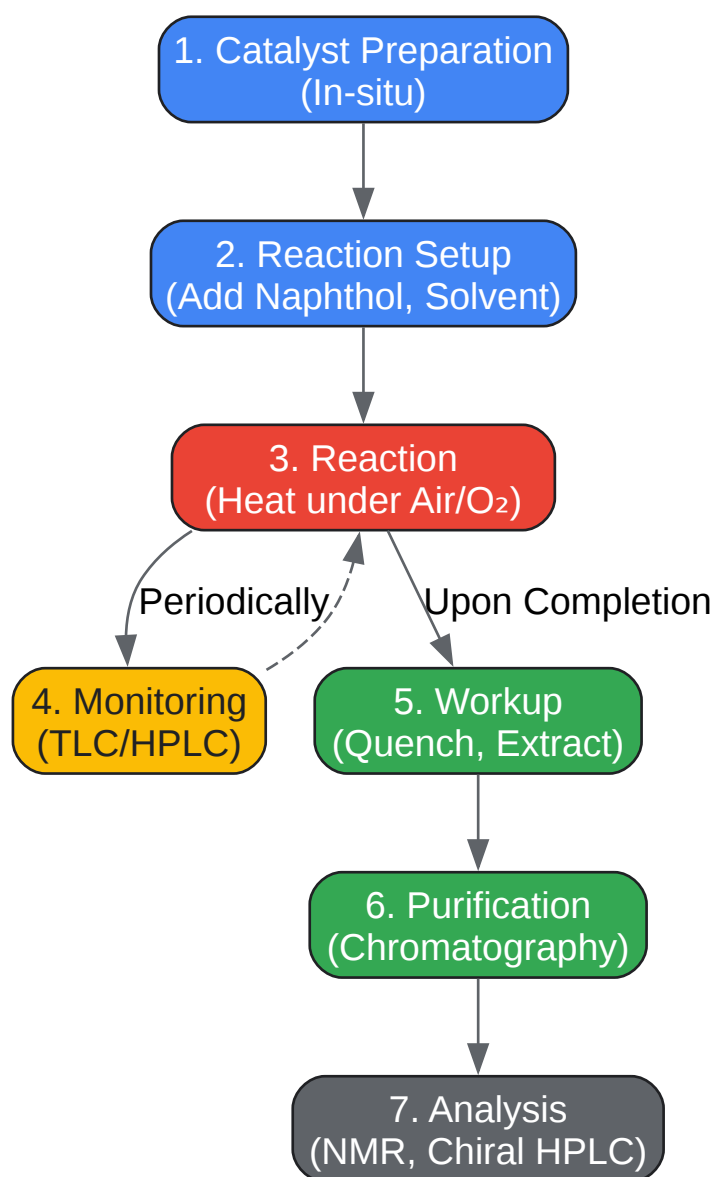 1. Catalyst Preparation
(In-situ)
2. Reaction Setup
(Add Naphthol, Solvent)
3. Reaction
(Heat under Air/O₂)
Periodically
Upon Completion
4. Monitoring
(TLC/HPLC)
5. Workup
(Quench, Extract)
6. Purification
(Chromatography)
7. Analysis
(NMR, Chiral HPLC)